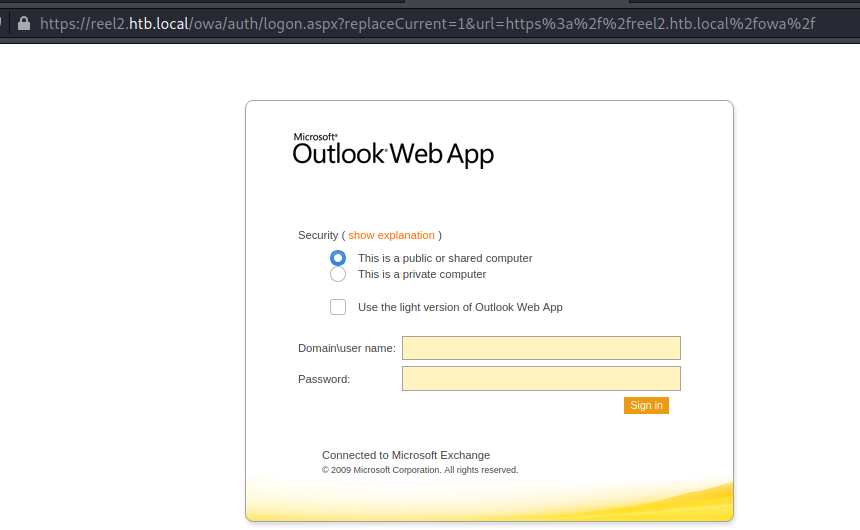 https://reel2.htb.local/owa/auth/logon.aspx?replaceCurrent=1&url=https%3a%2f%2freel2.htb.local%2fowa%2f
Microsoft®
Outlook® Web App
Security ( show explanation )
This is a public or shared computer
This is a private computer
Use the light version of Outlook Web App
Domain\user name:
Password:
Sign in
Connected to Microsoft Exchange
© 2009 Microsoft Corporation. All rights reserved.